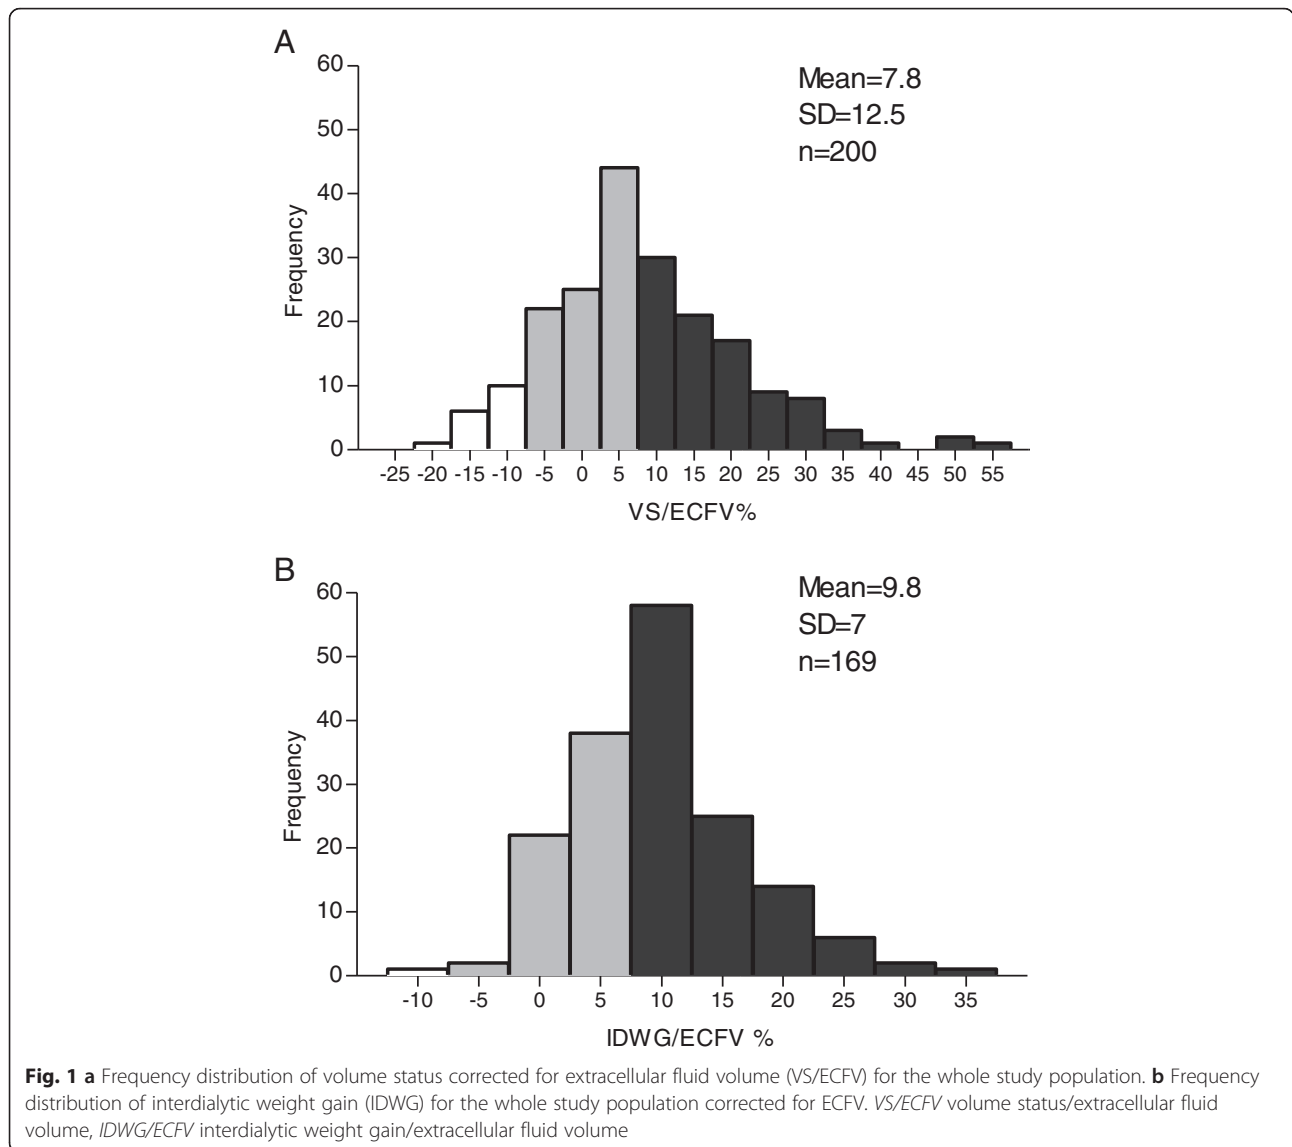 A
Mean=7.8
SD=12.5
n=200
Frequency
60
50
40
30
20
10
0
-25 -20 -15 -10 -5 0 5 10 15 20 25 30 35 40 45 50 55
VS/ECFV%
B
Mean=9.8
SD=7
n=169
Frequency
60
50
40
30
20
10
0
-10 -5 0 5 10 15 20 25 30 35
IDWG/ECFV %
Fig. 1 a Frequency distribution of volume status corrected for extracellular fluid volume (VS/ECFV) for the whole study population. b Frequency
distribution of interdialytic weight gain (IDWG) for the whole study population corrected for ECFV. VS/ECFV volume status/extracellular fluid
volume, IDWG/ECFV interdialytic weight gain/extracellular fluid volume